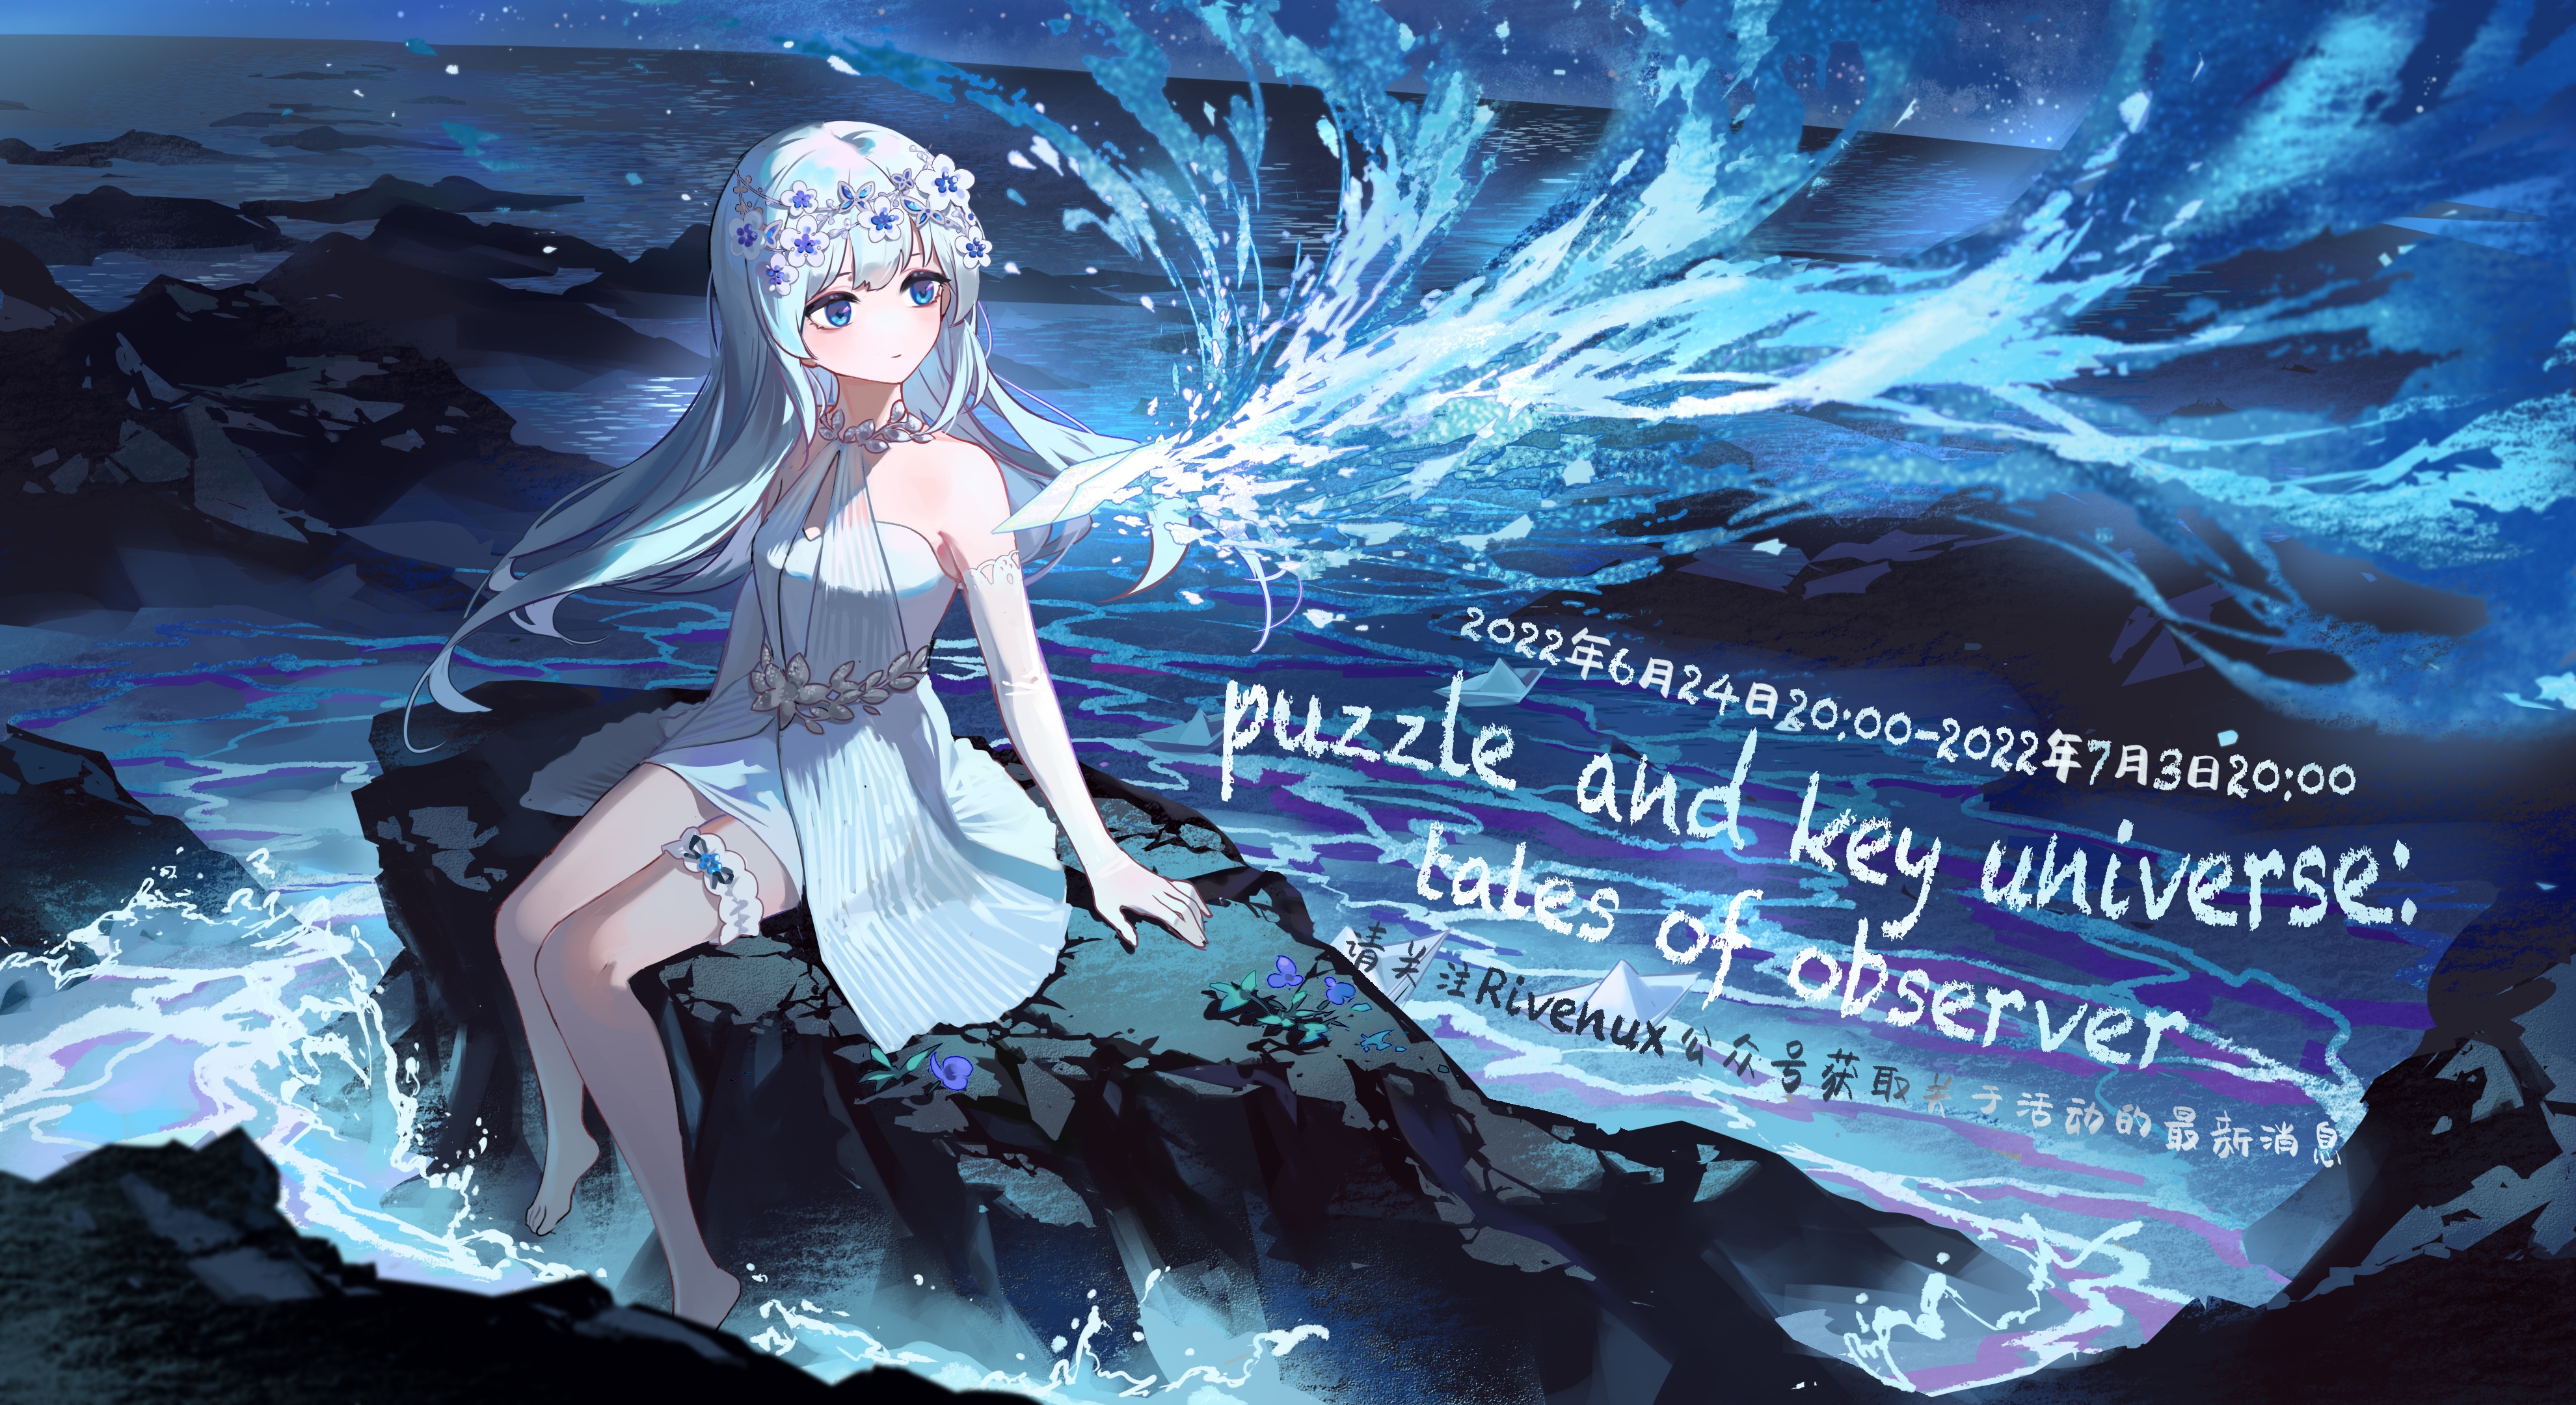 2022年6月24日20:00-2022年7月3日20:00
puzzle and key universe:
tales of observer
请关注Rivenux公众号获取关于活动的最新消息